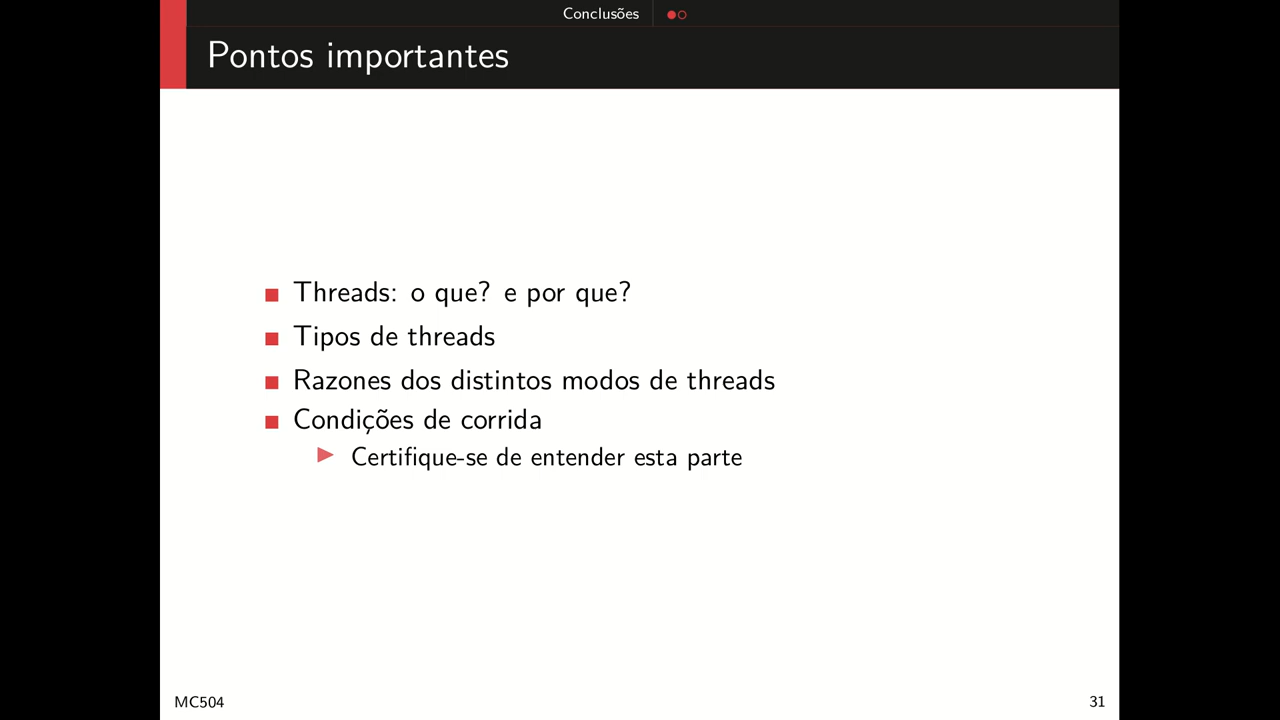 Conclusões
Pontos importantes
Threads: o que? e por que?
Tipos de threads
Razones dos distintos modos de threads
Condições de corrida
Certifique-se de entender esta parte
MC504
31